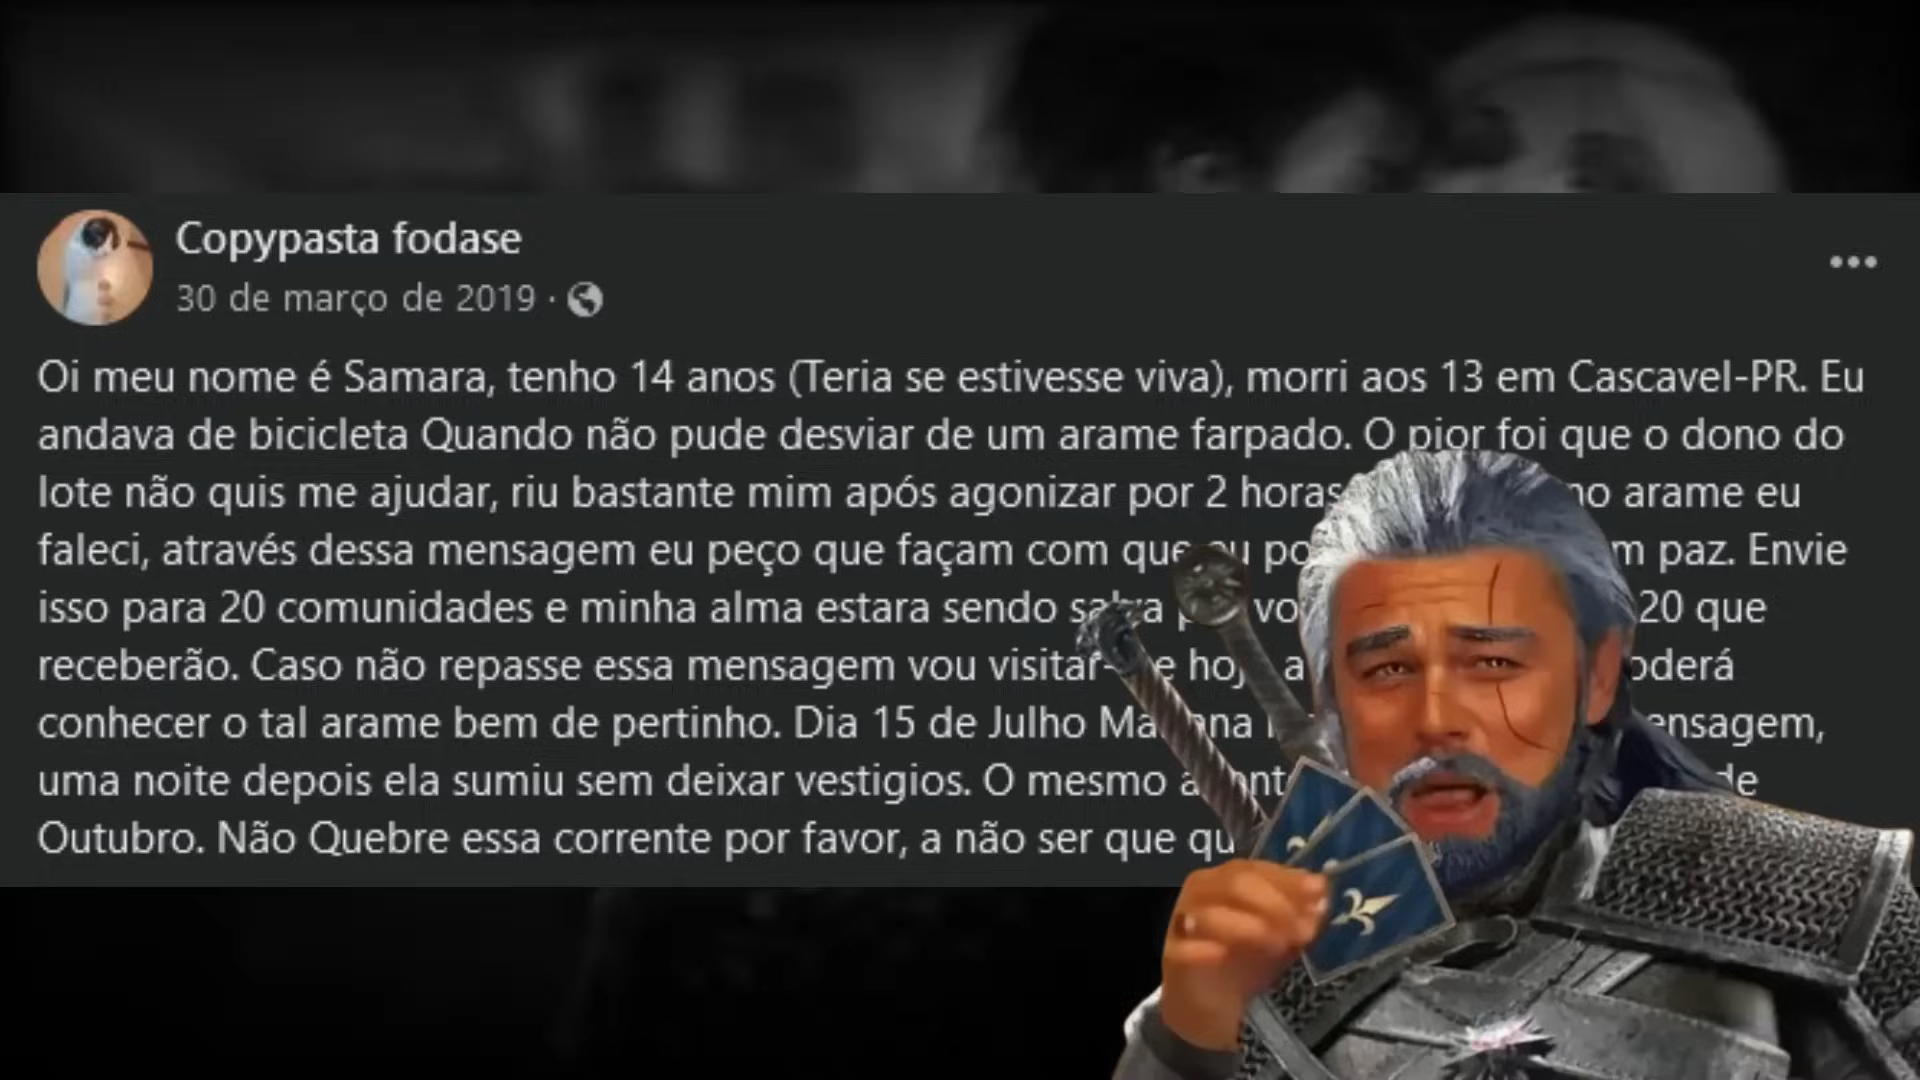 Copypasta fodase
30 de março de 2019 ·
Oi meu nome é Samara, tenho 14 anos (Teria se estivesse viva), morri aos 13 em Cascavel-PR. Eu
andava de bicicleta Quando não pude desviar de um arame farpado. O pior foi que o dono do
lote não quis me ajudar, riu bastante mim após agonizar por 2 horas no arame eu
faleci, através dessa mensagem eu peço que façam com que eu em paz. Envie
isso para 20 comunidades e minha alma estara sendo salva 20 que
receberão. Caso não repasse essa mensagem vou visitar-te hoje poderá
conhecer o tal arame bem de pertinho. Dia 15 de Julho Mariana mensagem,
uma noite depois ela sumiu sem deixar vestigios. O mesmo de
Outubro. Não Quebre essa corrente por favor, a não ser que